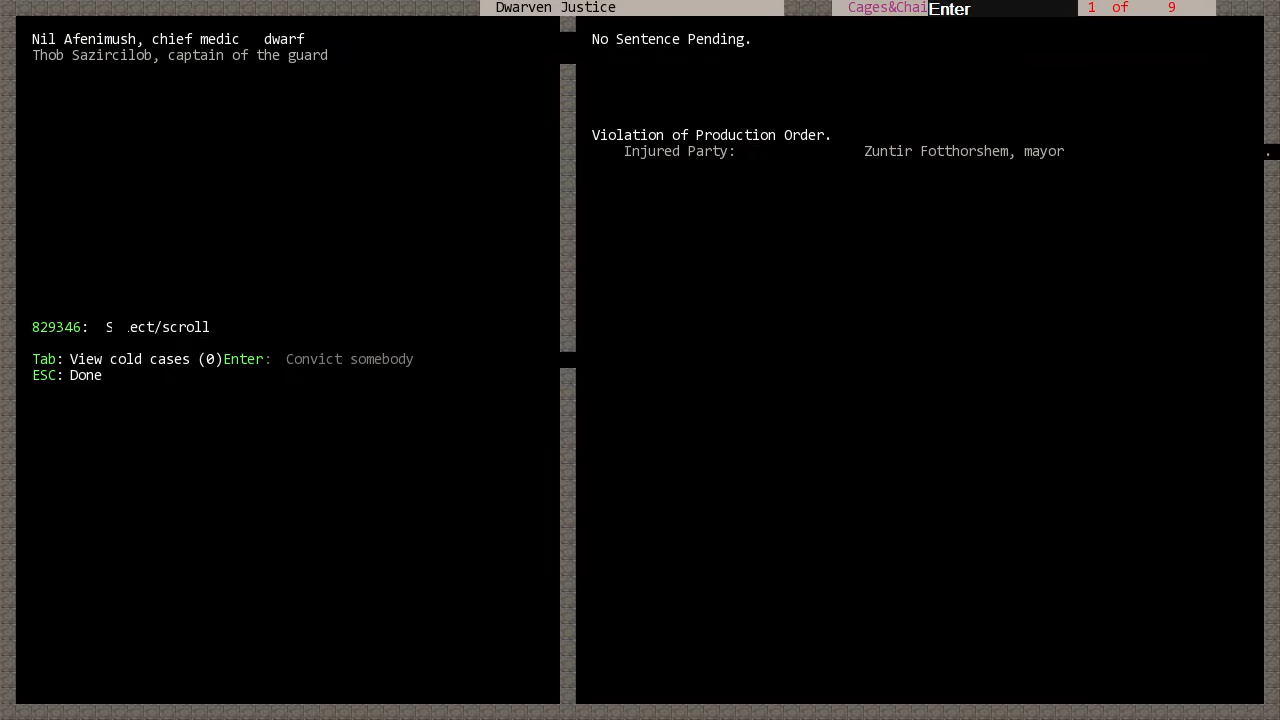 Dwarven Justice Cages&Chai Enter 1 of 9
Nil Afenimush, chief medic dwarf
Thob Sazircilob, captain of the guard
No Sentence Pending.
Violation of Production Order.
Injured Party: Zuntir Fotthorshem, mayor .
829346: S ect/scroll
Tab: View cold cases (0)Enter: Convict somebody
ESC: Done